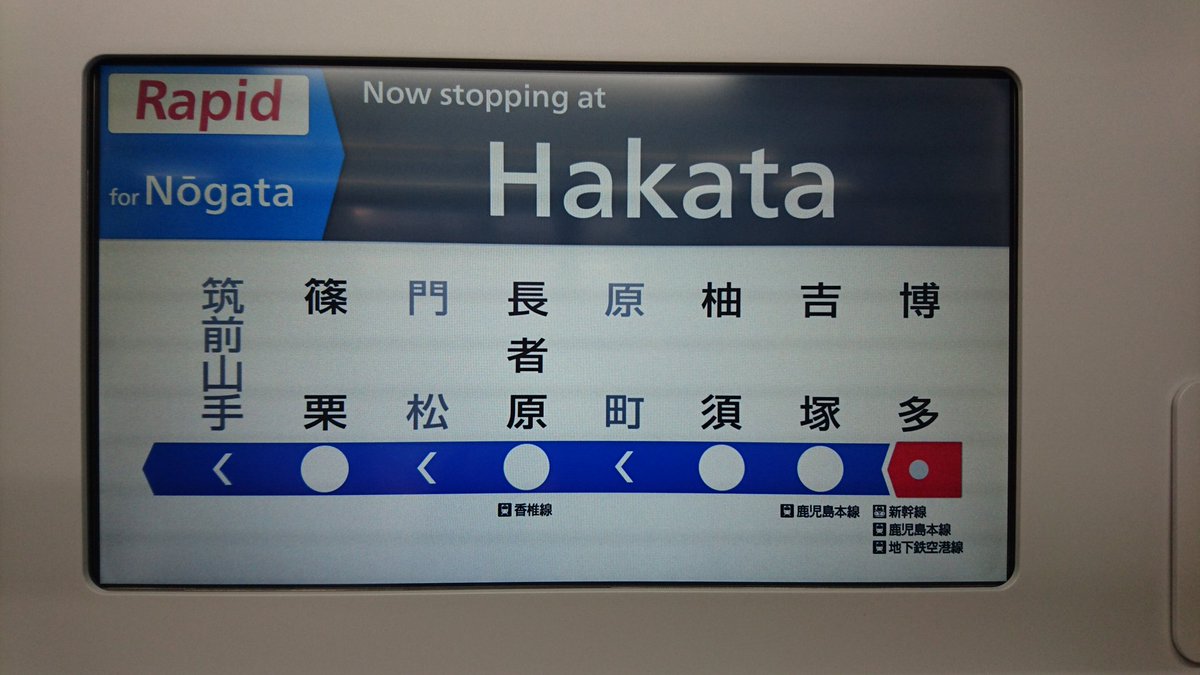 Rapid
for Nōgata
Now stopping at
Hakata
筑前山手
篠栗
門松
長者原
原町
柚須
吉塚
博多
香椎線
鹿児島本線
新幹線
鹿児島本線
地下鉄空港線